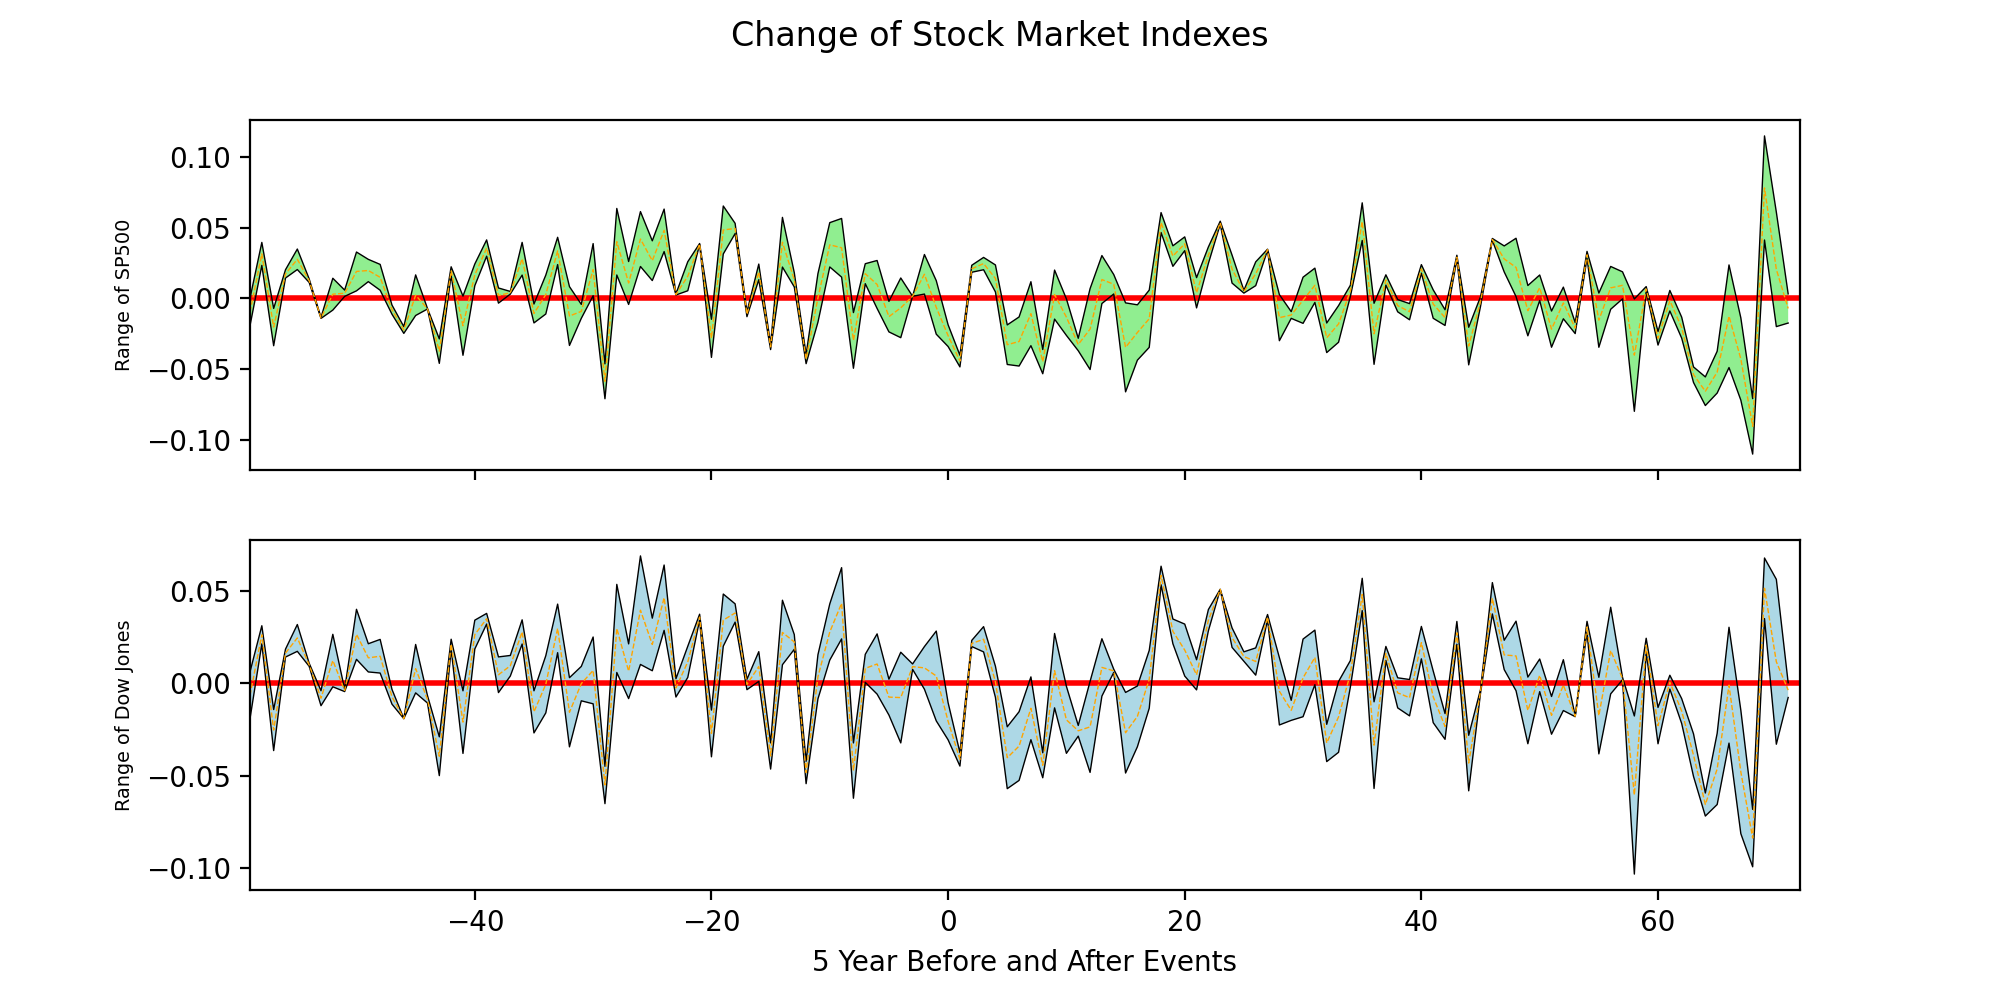 Change of Stock Market Indexes
0.10
0.05
0.00
−0.05
−0.10
Range of SP500
0.05
0.00
−0.05
−0.10
Range of Dow Jones
−40 −20 0 20 40 60
5 Year Before and After Events